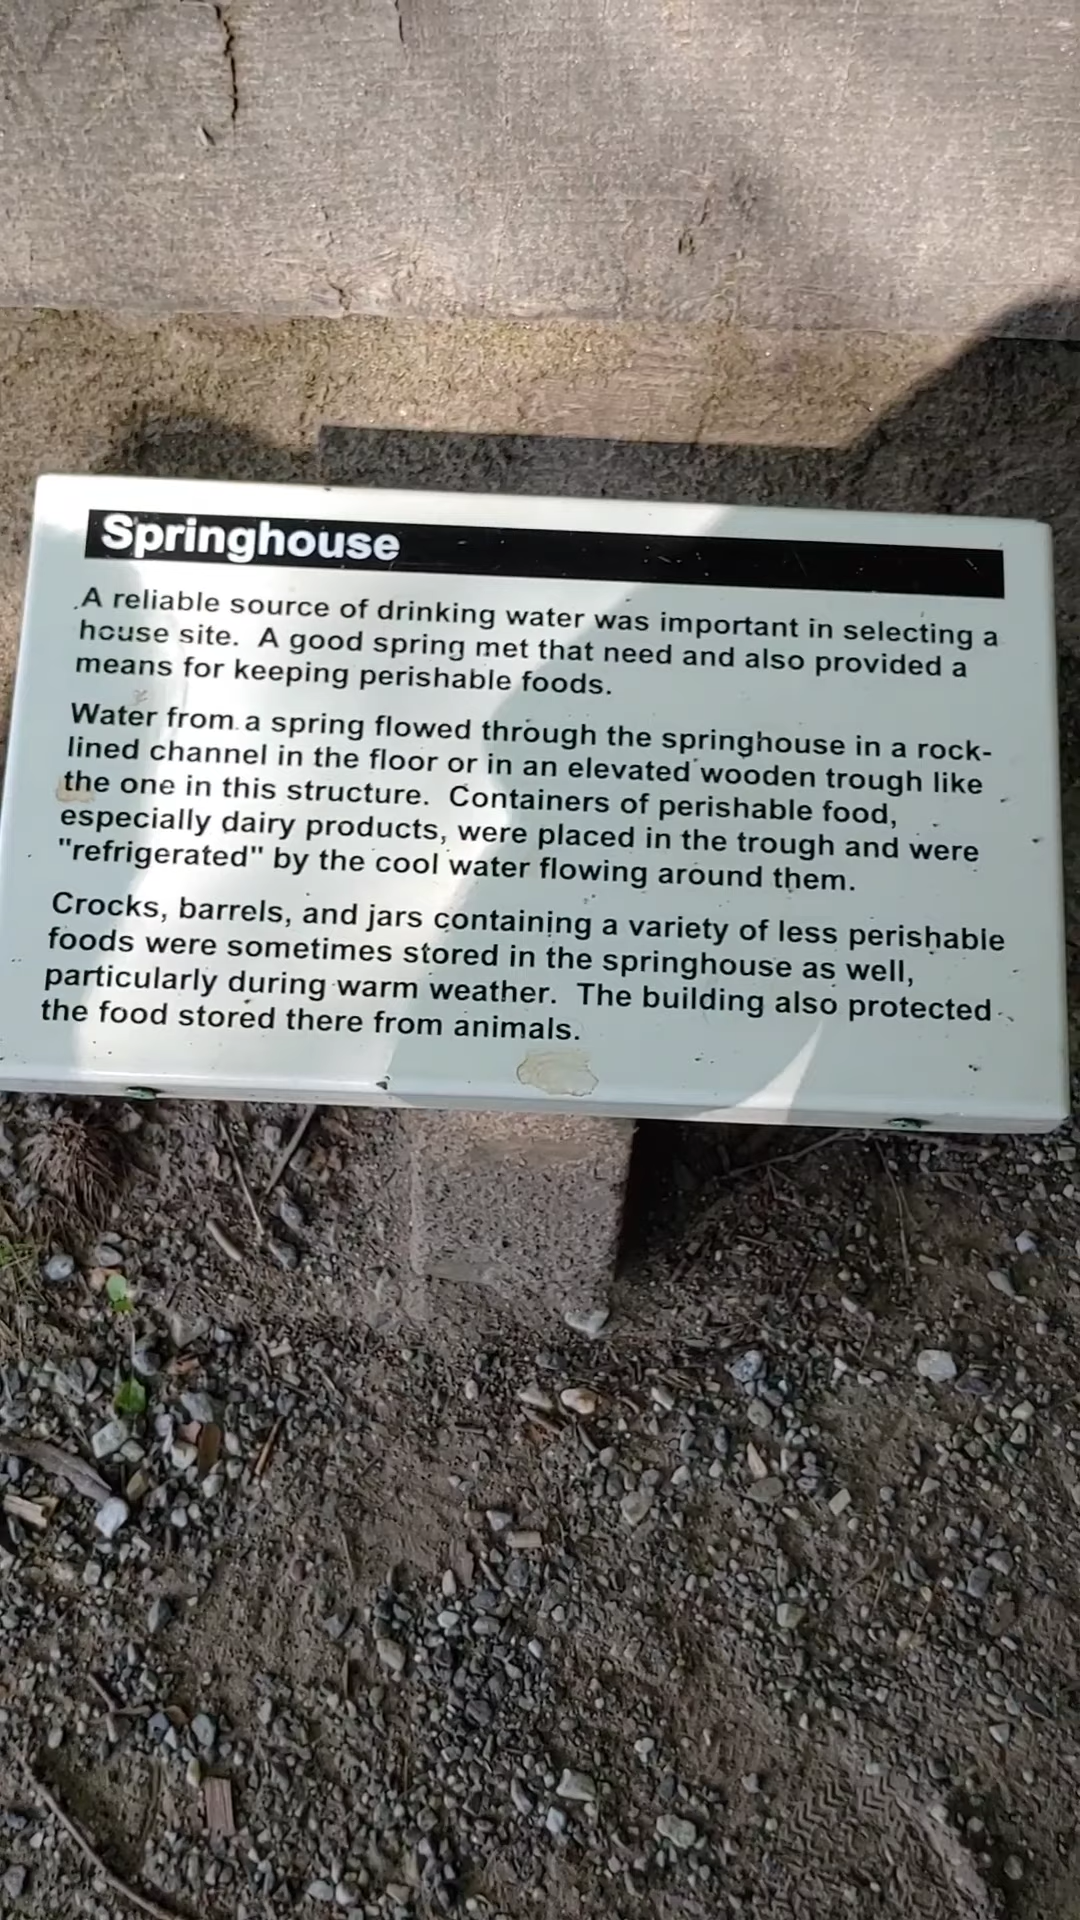 Springhouse
A reliable source of drinking water was important in selecting a
house site.  A good spring met that need and also provided a
means for keeping perishable foods.
Water from a spring flowed through the springhouse in a rock-
lined channel in the floor or in an elevated wooden trough like
the one in this structure.  Containers of perishable food,
especially dairy products, were placed in the trough and were
"refrigerated" by the cool water flowing around them.
Crocks, barrels, and jars containing a variety of less perishable
foods were sometimes stored in the springhouse as well,
particularly during warm weather.  The building also protected
the food stored there from animals.